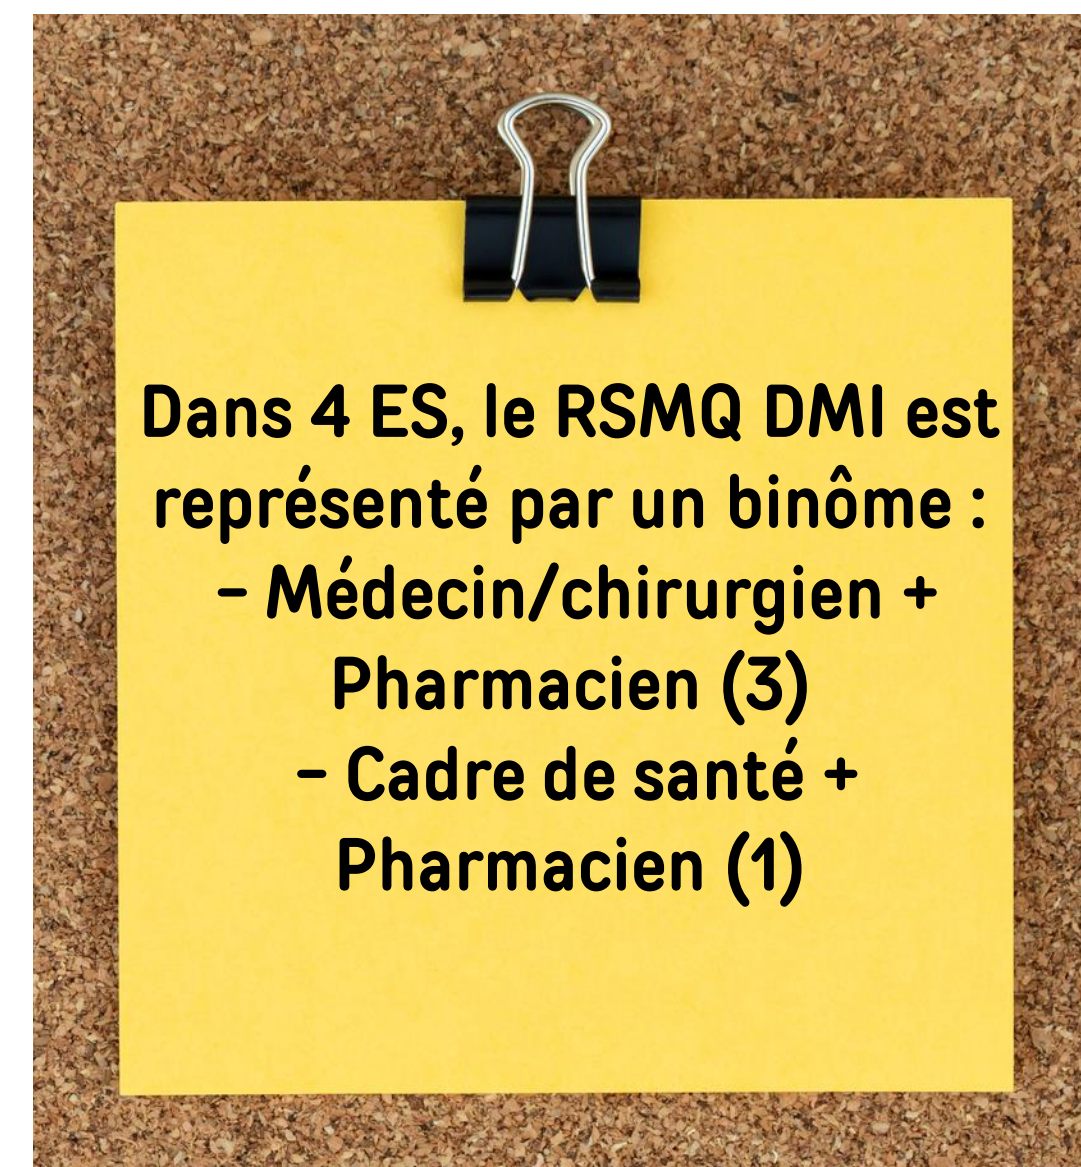 Dans 4 ES, le RSMQ DMI est
représenté par un binôme :
- Médecin/chirurgien +
Pharmacien (3)
- Cadre de santé +
Pharmacien (1)